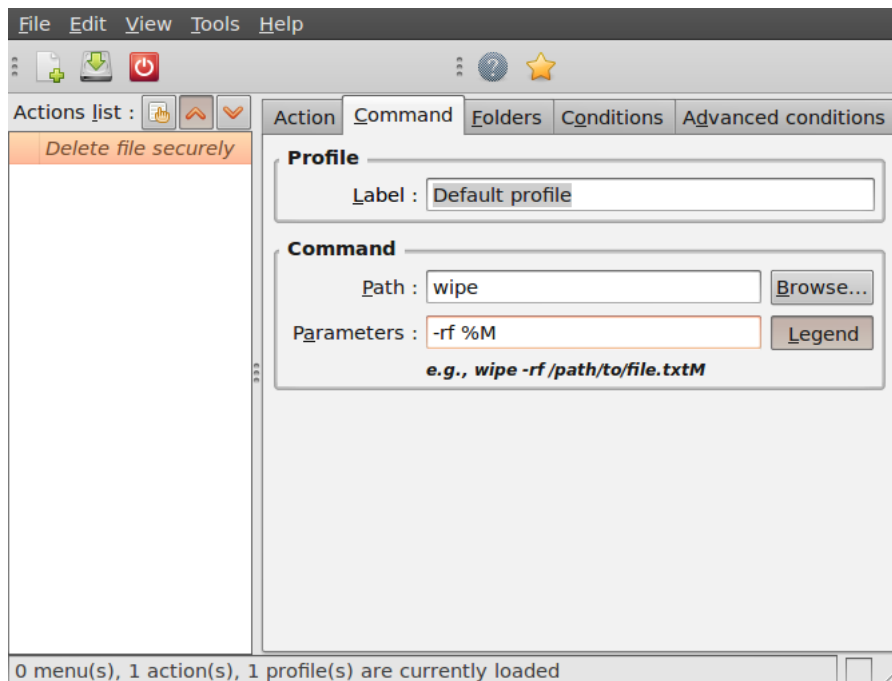 File Edit View Tools Help
Actions list :
Delete file securely
Action Command Folders Conditions Advanced conditions
Profile
Label : Default profile
Command
Path : wipe Browse...
Parameters : -rf %M Legend
e.g., wipe -rf /path/to/file.txtM
0 menu(s), 1 action(s), 1 profile(s) are currently loaded